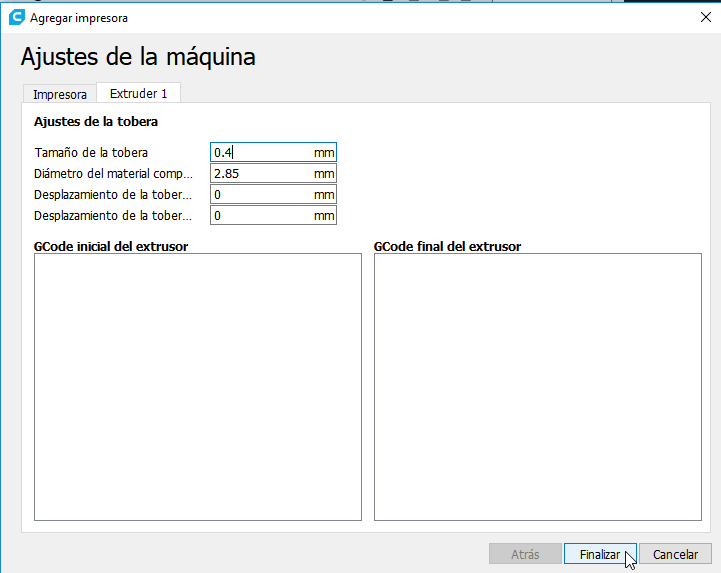 Agregar impresora
Ajustes de la máquina
Impresora Extruder 1
Ajustes de la tobera
Tamaño de la tobera 0.4 mm
Diámetro del material comp... 2.85 mm
Desplazamiento de la tober... 0 mm
Desplazamiento de la tober... 0 mm
GCode inicial del extrusor GCode final del extrusor
Atrás Finalizar Cancelar